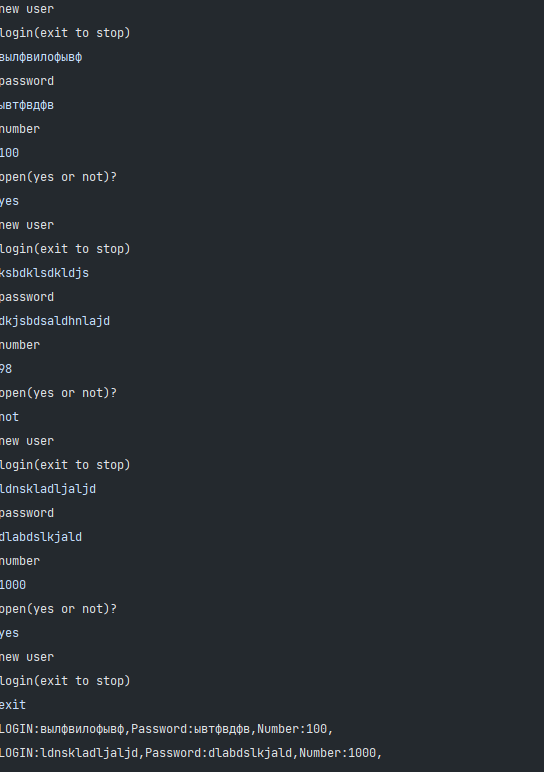 new user
login(exit to stop)
вылфвилофывф
password
ывтфвдфв
number
100
open(yes or not)?
yes
new user
login(exit to stop)
ksbdklsdkldjs
password
dkjsbdsaldhnlajd
number
98
open(yes or not)?
not
new user
login(exit to stop)
ldnskladljaljd
password
dlabdslkjald
number
1000
open(yes or not)?
yes
new user
login(exit to stop)
exit
LOGIN:вылфвилофывф,Password:ывтфвдфв,Number:100,
LOGIN:ldnskladljaljd,Password:dlabdslkjald,Number:1000,